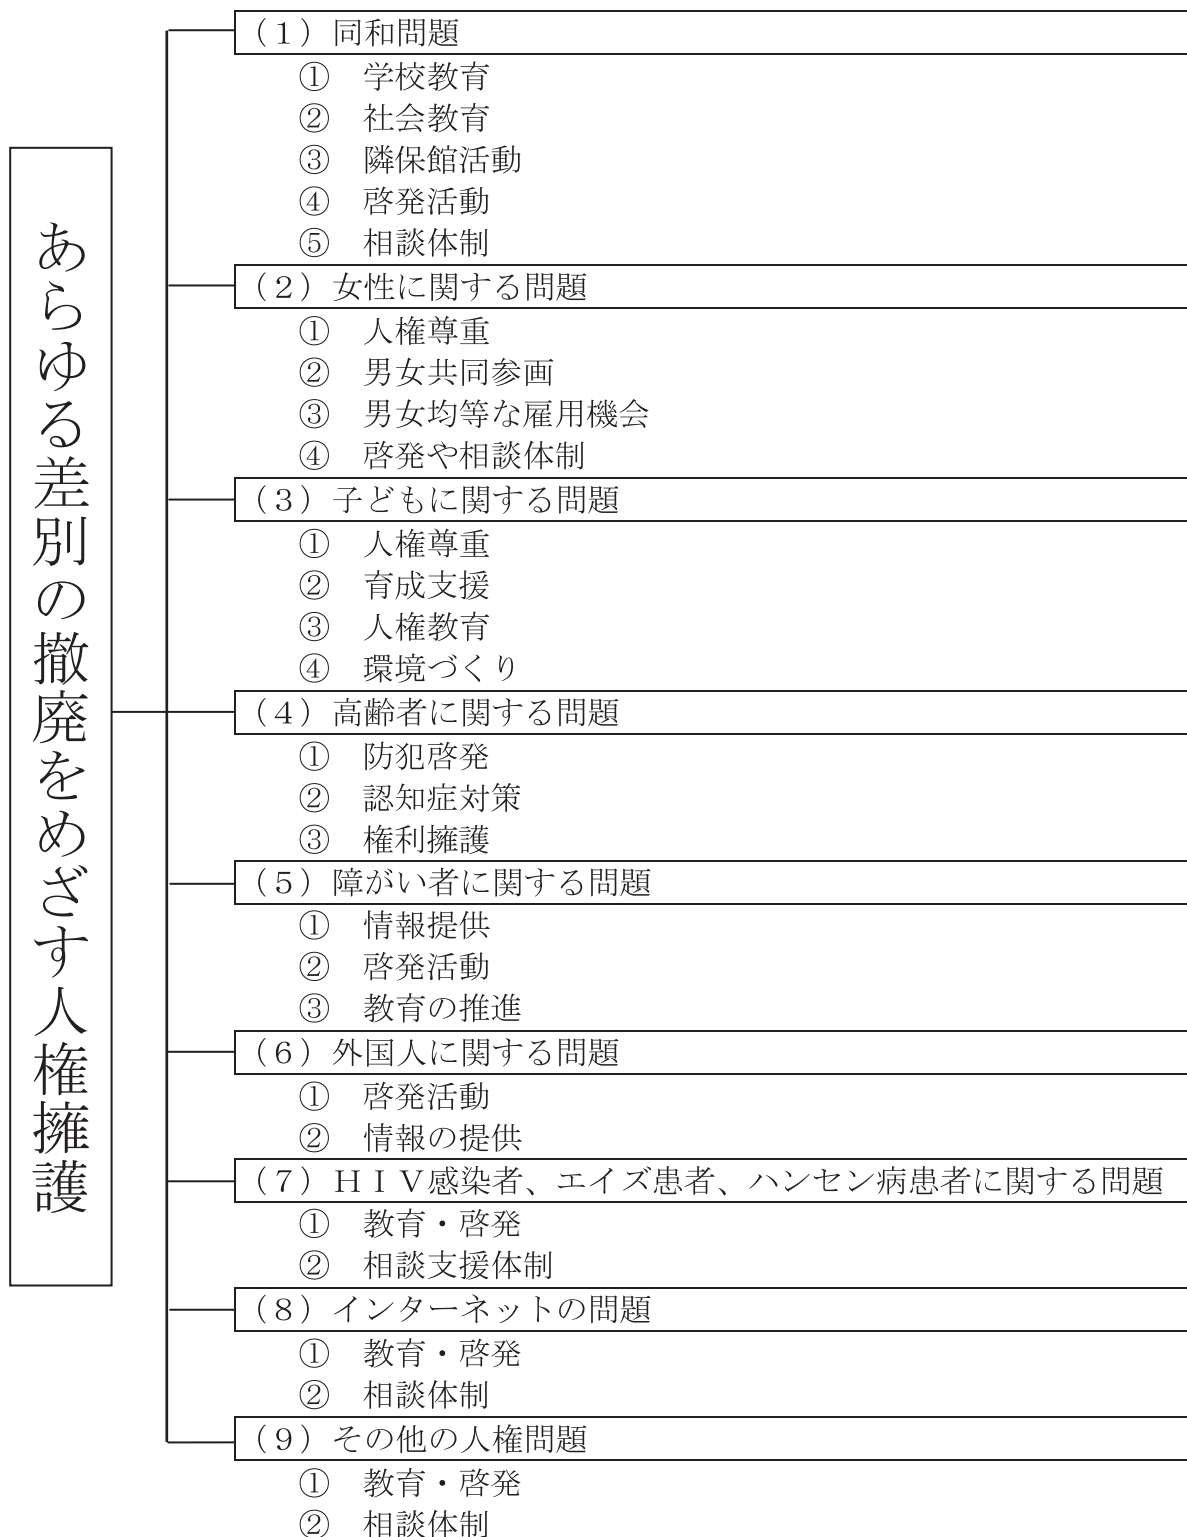 あらゆる差別の撤廃をめざす人権擁護
（１）同和問題
①　学校教育
②　社会教育
③　隣保館活動
④　啓発活動
⑤　相談体制
（２）女性に関する問題
①　人権尊重
②　男女共同参画
③　男女均等な雇用機会
④　啓発や相談体制
（３）子どもに関する問題
①　人権尊重
②　育成支援
③　人権教育
④　環境づくり
（４）高齢者に関する問題
①　防犯啓発
②　認知症対策
③　権利擁護
（５）障がい者に関する問題
①　情報提供
②　啓発活動
③　教育の推進
（６）外国人に関する問題
①　啓発活動
②　情報の提供
（７）ＨＩＶ感染者、エイズ患者、ハンセン病患者に関する問題
①　教育・啓発
②　相談支援体制
（８）インターネットの問題
①　教育・啓発
②　相談体制
（９）その他の人権問題
①　教育・啓発
②　相談体制